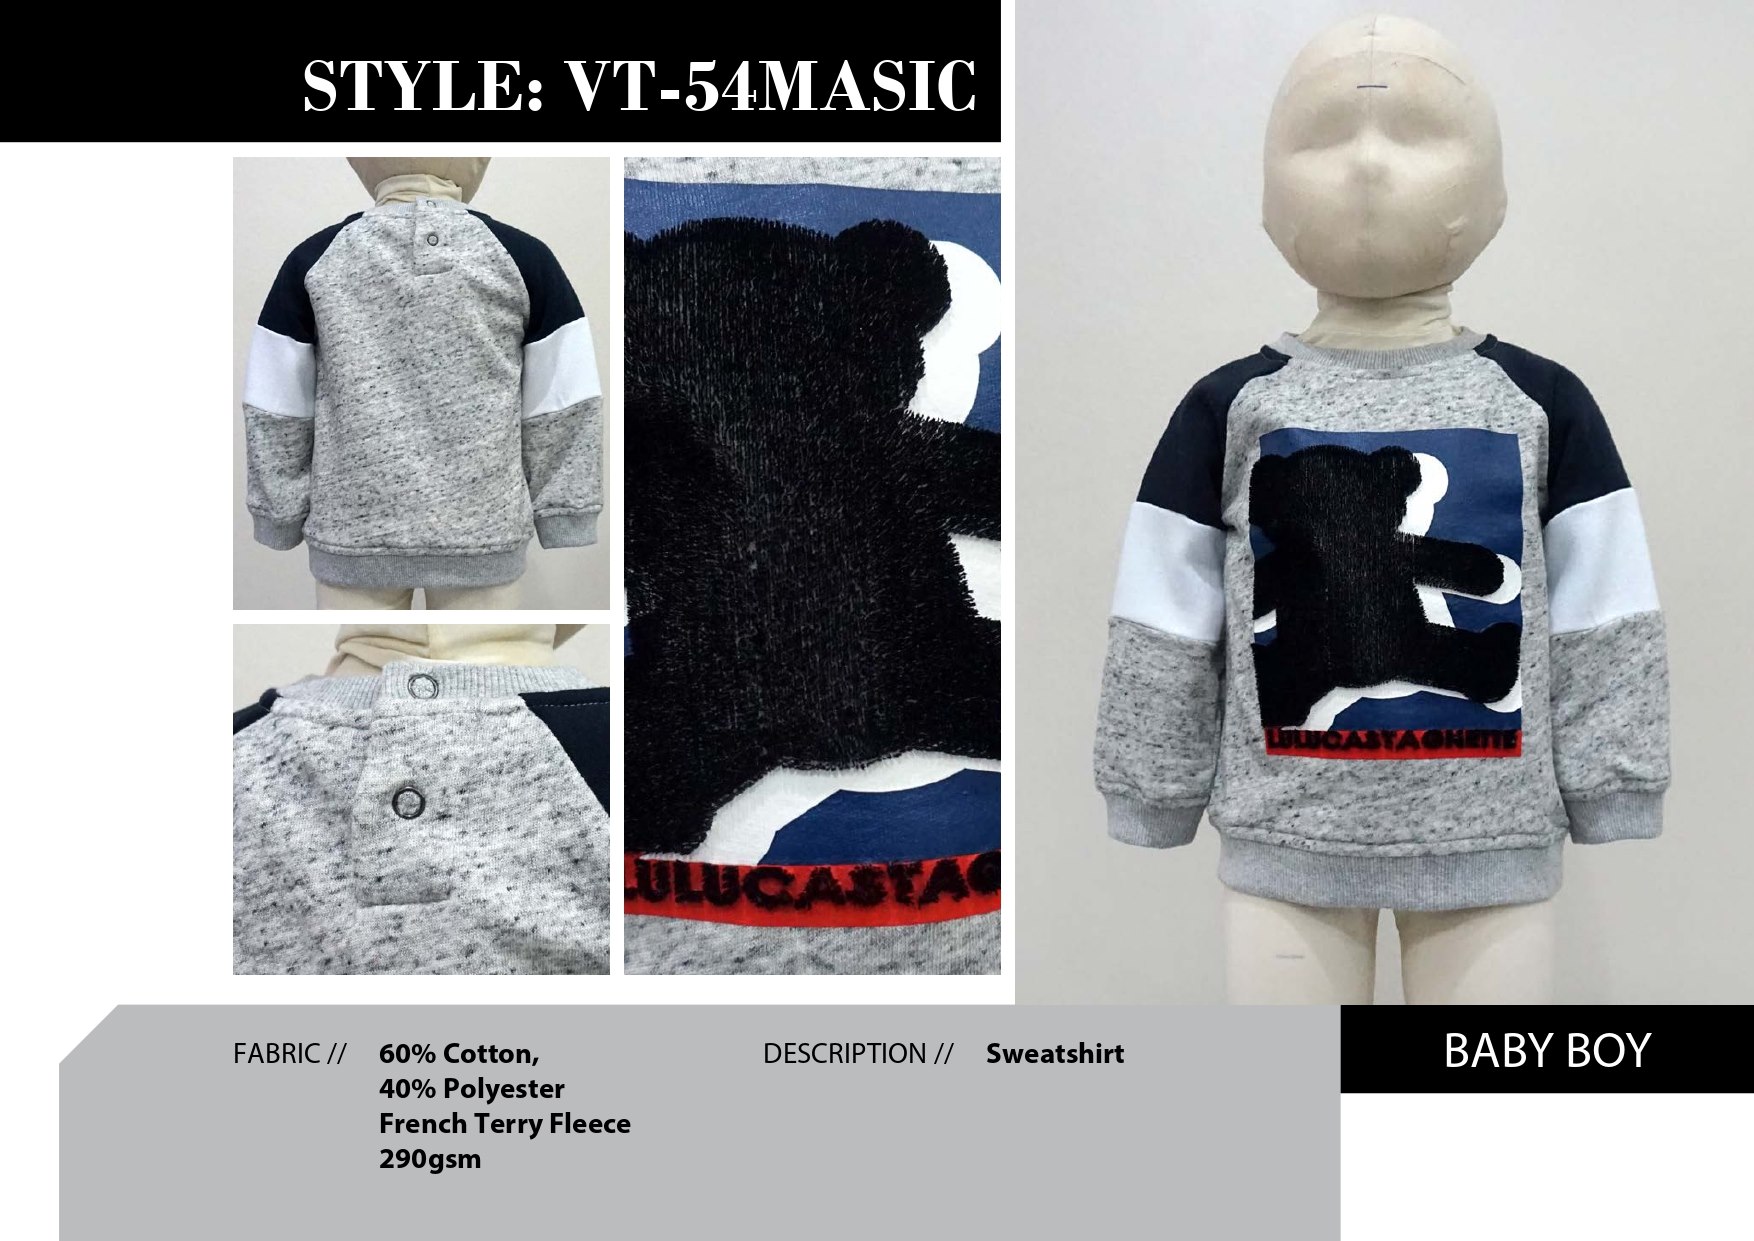 STYLE: VT-54MASIC
LULUCASTAG
LULUCASTAGNETTE
FABRIC // 60% Cotton,
40% Polyester
French Terry Fleece
290gsm
DESCRIPTION // Sweatshirt
BABY BOY